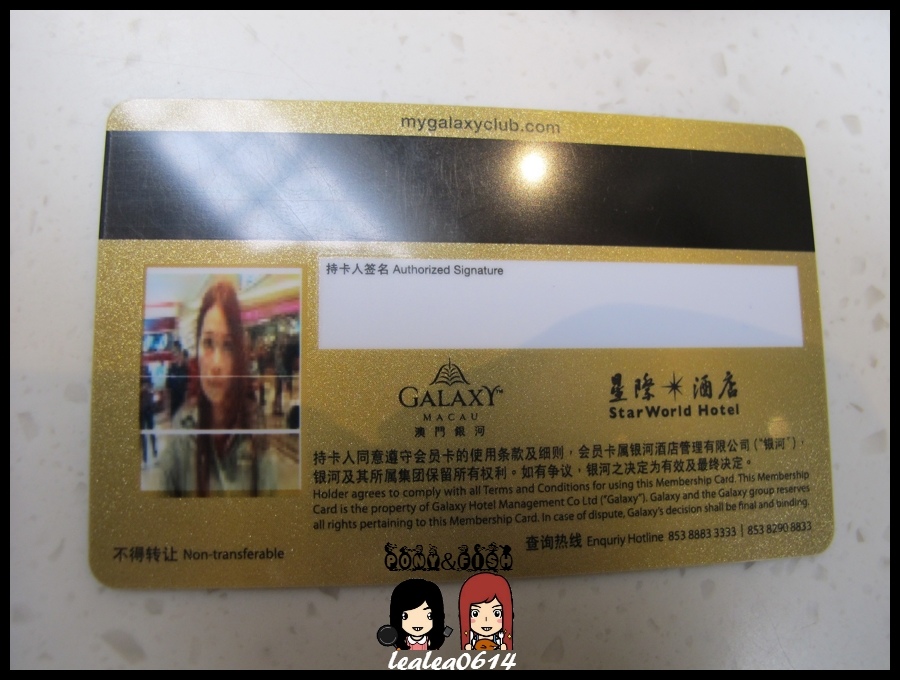 mygalaxyclub.com
持卡人签名 Authorized Signature
GALAXY™
MACAU
澳門銀河
星際酒店
StarWorld Hotel
持卡人同意遵守会员卡的使用条款及细则，会员卡属银河酒店管理有限公司（“银河”），
银河及其所属集团保留所有权利。如有争议，银河之决定为有效及最终决定。
Holder agrees to comply with all Terms and Conditions for using this Membership Card. This Membership
Card is the property of Galaxy Hotel Management Co Ltd ("Galaxy"). Galaxy and the Galaxy group reserves
all rights pertaining to this Membership Card. In case of dispute, Galaxy's decision shall be final and binding.
查询热线 Enquriy Hotline 853 8883 3333 | 853 8290 8833
不得转让 Non-transferable
PONY&FISH
lealea0614